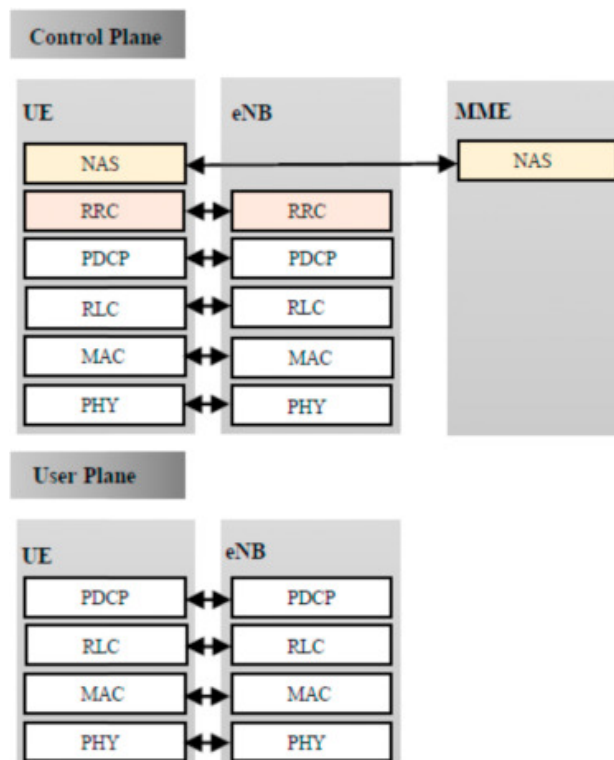 Control Plane
UE eNB MME
NAS NAS
RRC RRC
PDCP PDCP
RLC RLC
MAC MAC
PHY PHY
User Plane
UE eNB
PDCP PDCP
RLC RLC
MAC MAC
PHY PHY